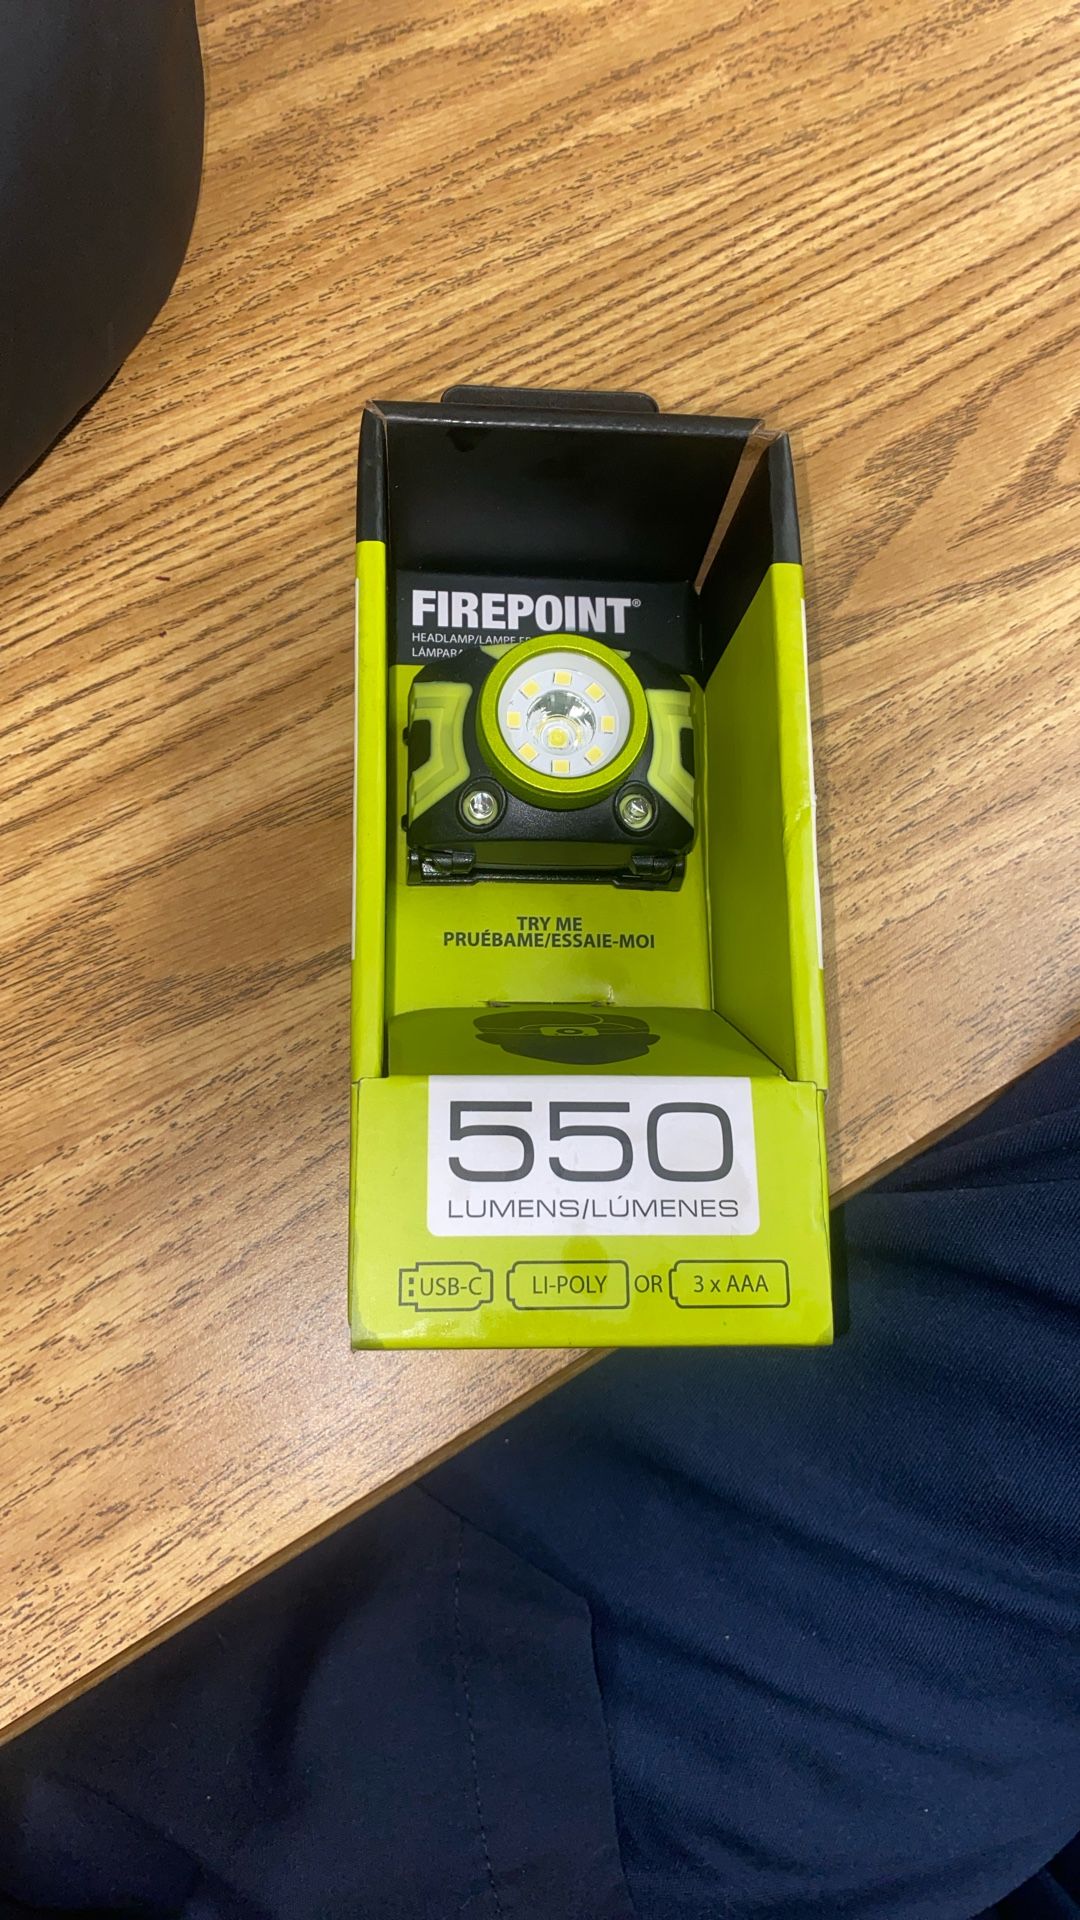 FIREPOINT®
HEADLAMP/LAMPE
TRY ME
PRUÉBAME/ESSAIE-MOI
550
LUMENS/LÚMENES
USB-C LI-POLY OR 3 x AAA